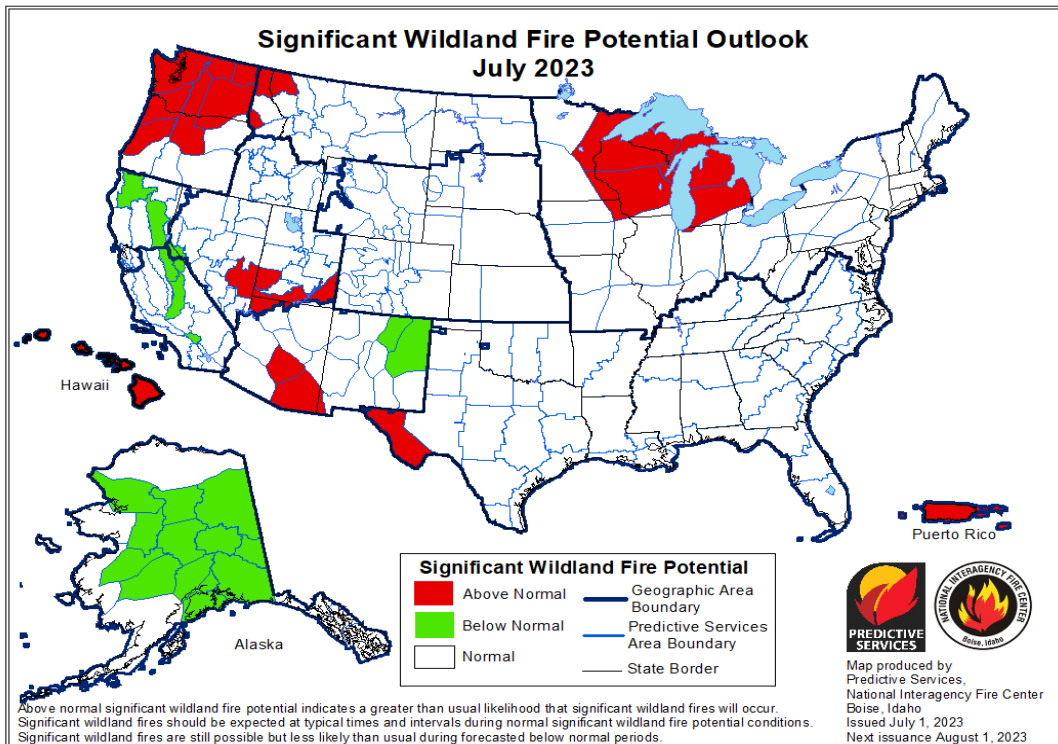 Significant Wildland Fire Potential Outlook
July 2023
Hawaii
Puerto Rico
Alaska
Significant Wildland Fire Potential
Above Normal
Below Normal
Normal
Geographic Area
Boundary
Predictive Services
Area Boundary
State Border
PREDICTIVE
SERVICES
NATIONAL INTERAGENCY FIRE CENTER
Boise, Idaho
Map produced by
Predictive Services,
National Interagency Fire Center
Boise, Idaho
Issued July 1, 2023
Next issuance August 1, 2023
Above normal significant wildland fire potential indicates a greater than usual likelihood that significant wildland fires will occur.
Significant wildland fires should be expected at typical times and intervals during normal significant wildland fire potential conditions.
Significant wildland fires are still possible but less likely than usual during forecasted below normal periods.